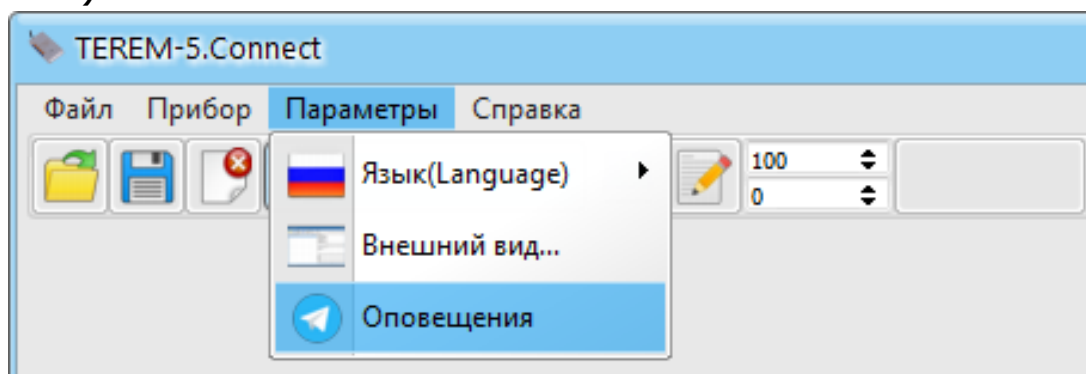 TEREM-5.Connect
Файл Прибор Параметры Справка
100
0
Язык(Language)
Внешний вид...
Оповещения